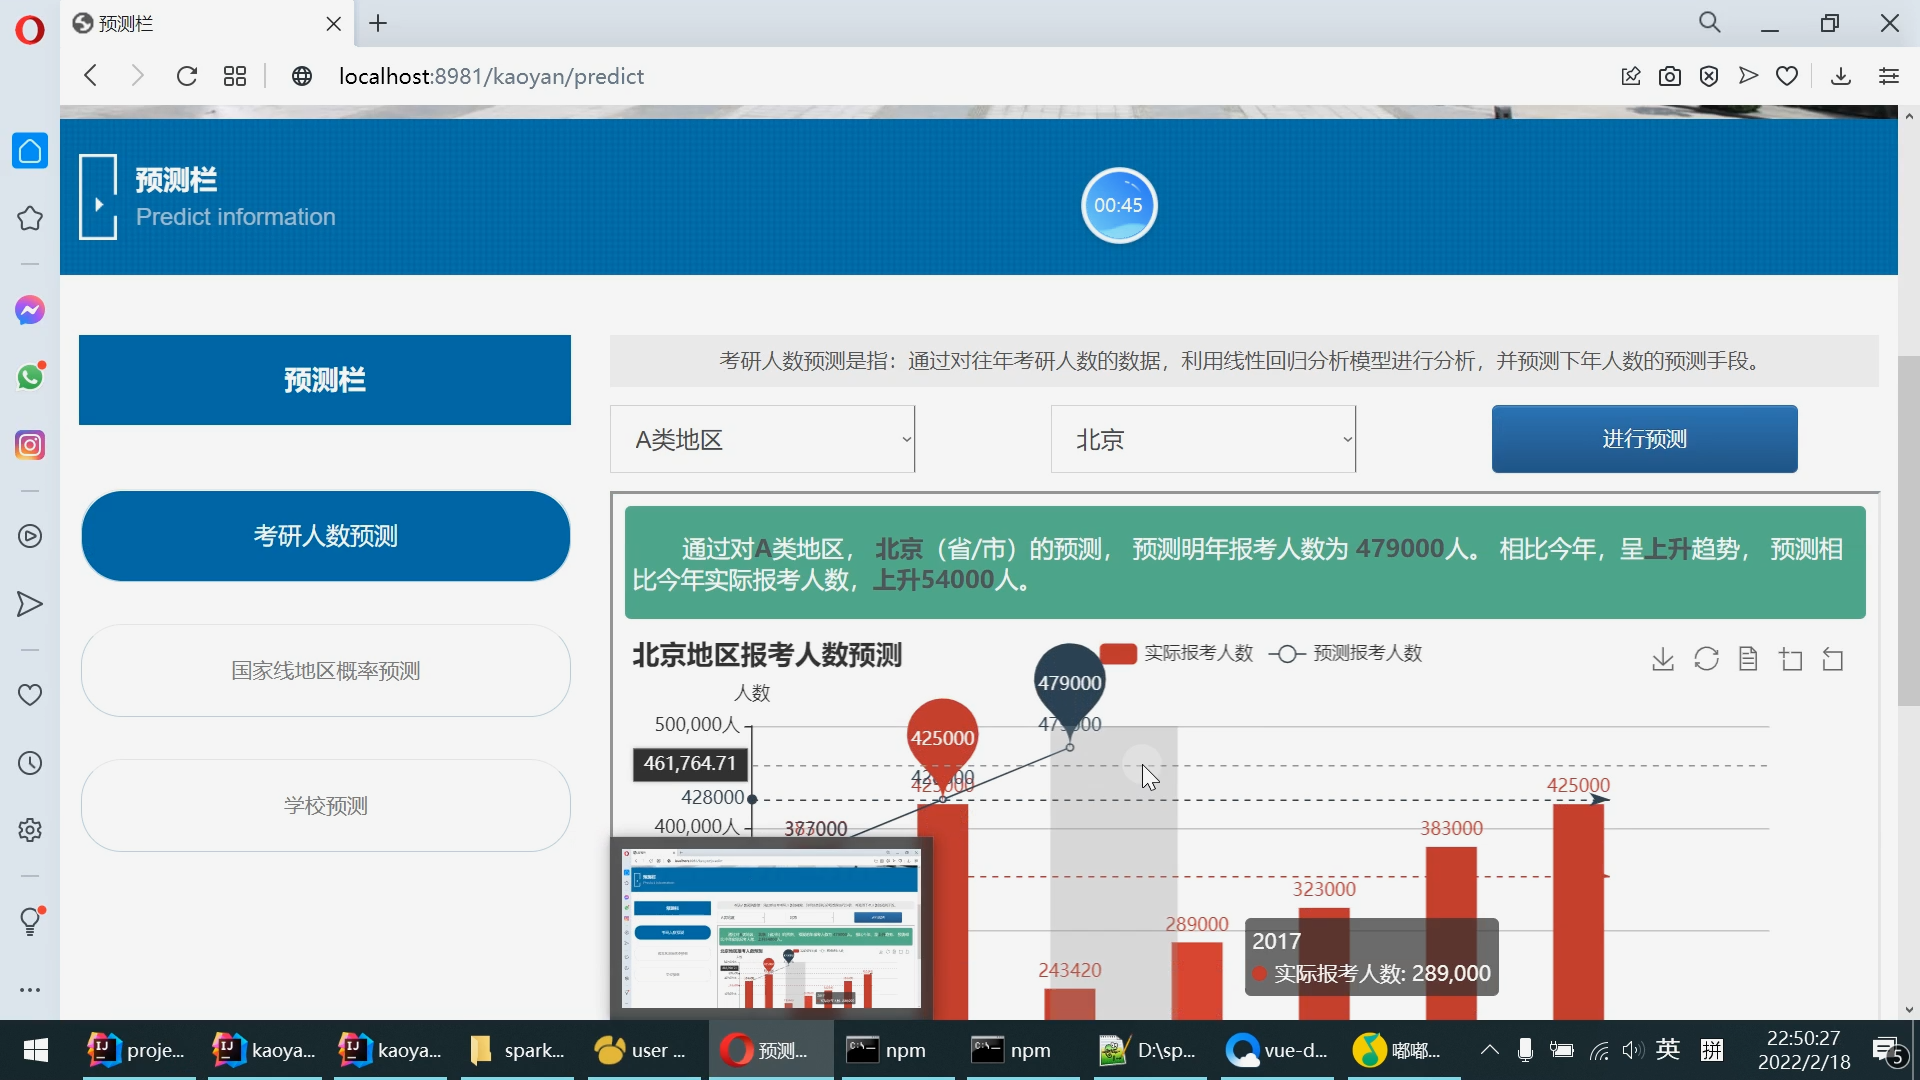 预测栏
localhost:8981/kaoyan/predict
预测栏
Predict information
00:45
预测栏
考研人数预测是指：通过对往年考研人数的数据，利用线性回归分析模型进行分析，并预测下年人数的预测手段。
A类地区
北京
进行预测
考研人数预测
国家线地区概率预测
学校预测
通过对A类地区， 北京（省/市）的预测， 预测明年报考人数为 479000人。 相比今年，呈上升趋势， 预测相
比今年实际报考人数，上升54000人。
北京地区报考人数预测
实际报考人数
预测报考人数
人数
479000
425000
500,000人
461,764.71
428000
400,000人
377000
425000
425000
383000
323000
289000
243420
2017
实际报考人数: 289,000
proje...
kaoya...
kaoya...
spark...
user ...
预测...
npm
npm
D:\sp...
vue-d...
嘟嘟...
英
拼
22:50:27
2022/2/18
5